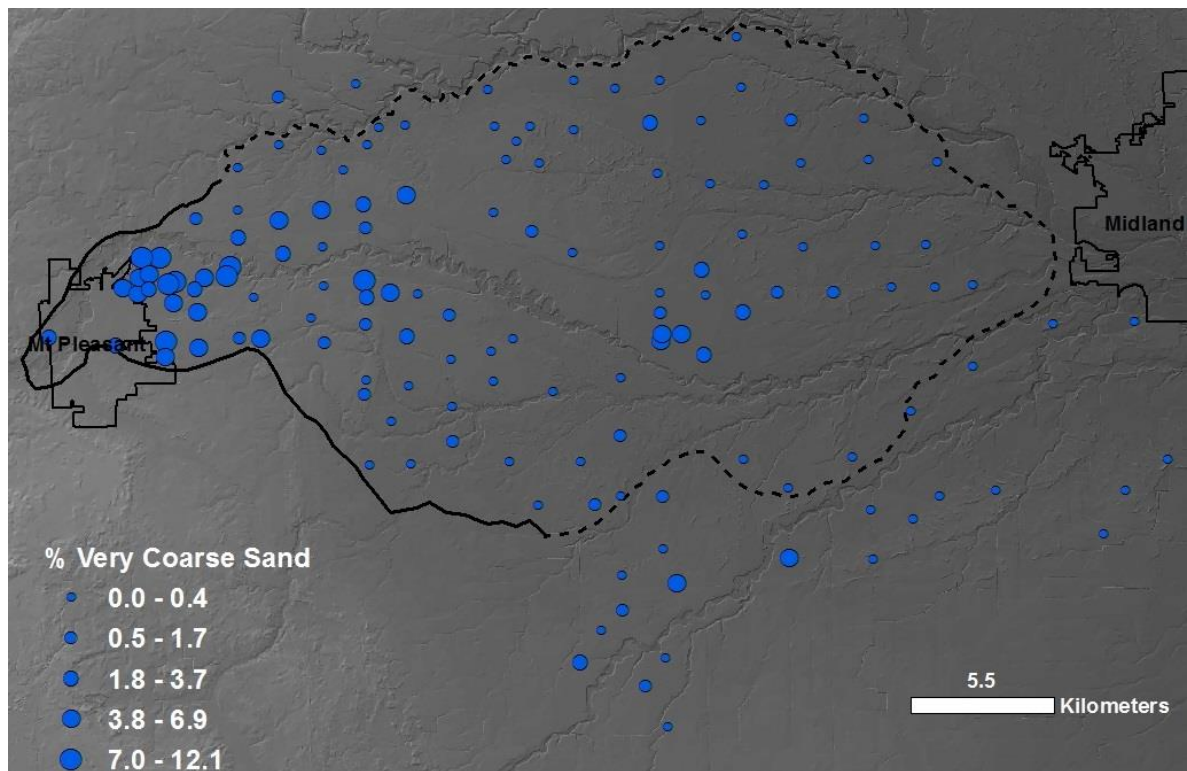 Midland
Mt Pleasant
% Very Coarse Sand
0.0 - 0.4
0.5 - 1.7
1.8 - 3.7
3.8 - 6.9
7.0 - 12.1
5.5
Kilometers